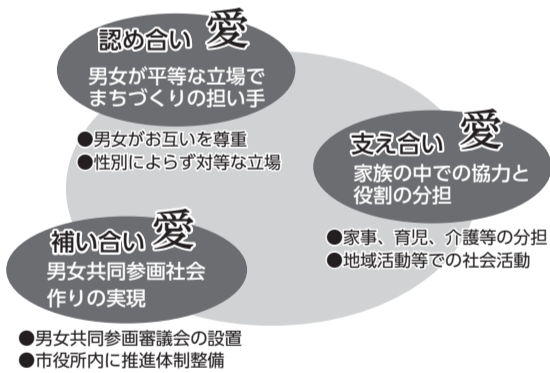 認め合い 愛
男女が平等な立場で
まちづくりの担い手
●男女がお互いを尊重
●性別によらず対等な立場
支え合い 愛
家族の中での協力と
役割の分担
●家事、育児、介護等の分担
●地域活動等での社会活動
補い合い 愛
男女共同参画社会
作りの実現
●男女共同参画審議会の設置
●市役所内に推進体制整備